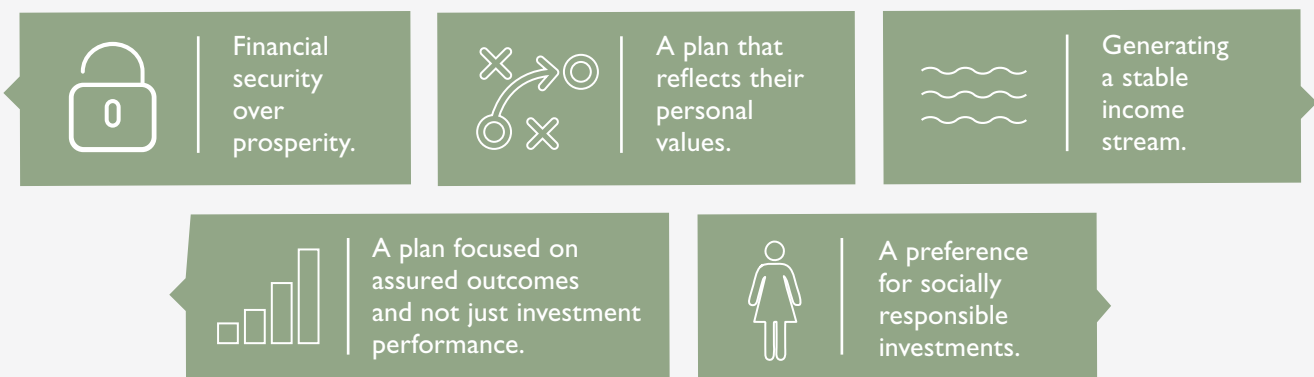 Financial
security
over
prosperity.
A plan that
reflects their
personal
values.
Generating
a stable
income
stream.
A plan focused on
assured outcomes
and not just investment
performance.
A preference
for socially
responsible
investments.